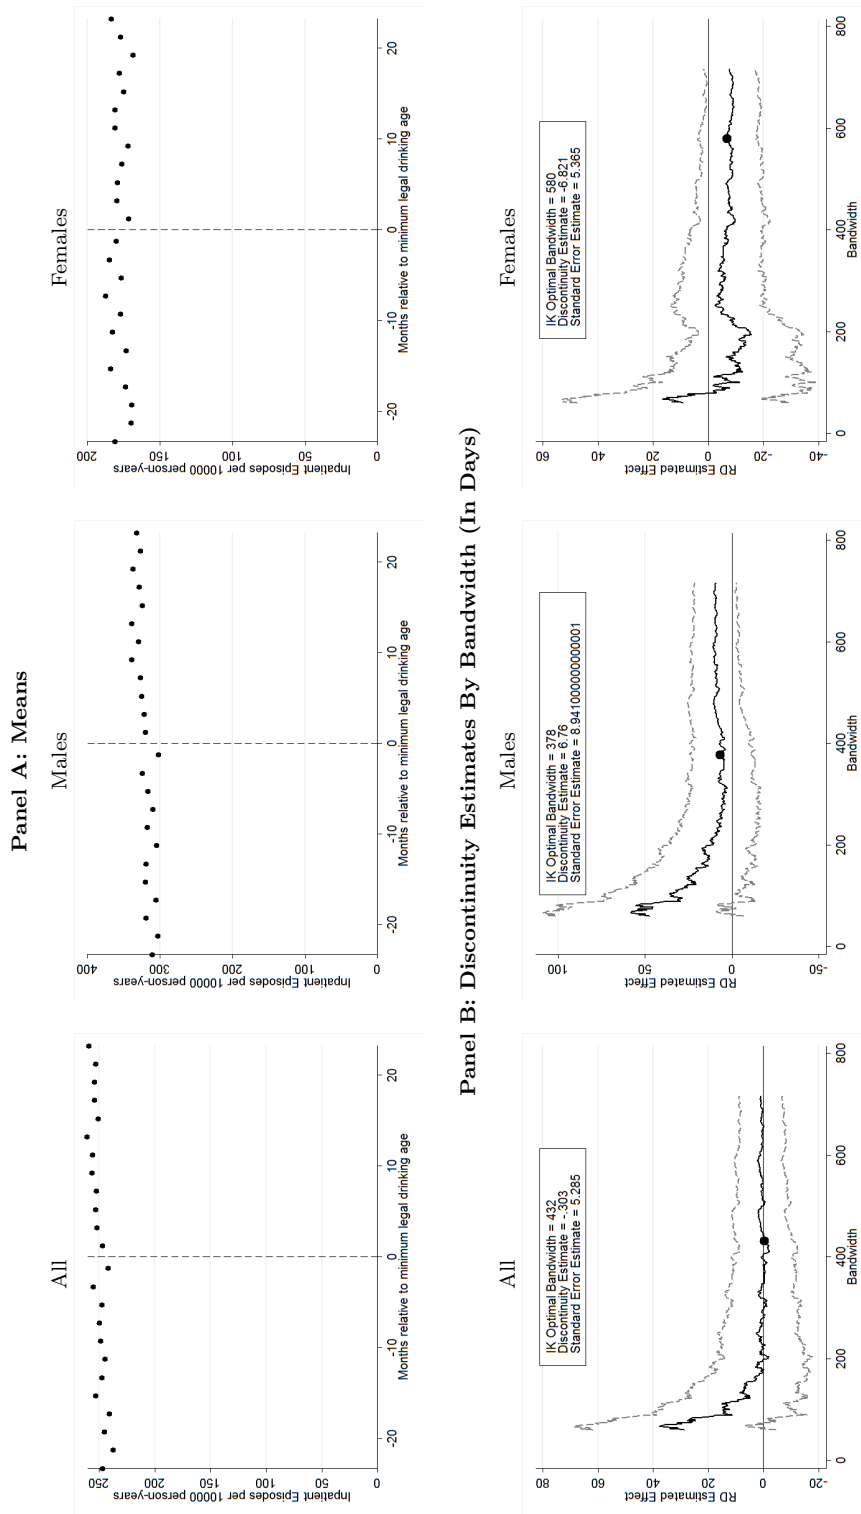 Panel A: Means
All
Males
Females
Inpatient Episodes per 10000 person-years
0
50
100
150
200
250
-20
-10
0
10
20
Months relative to minimum legal drinking age
Inpatient Episodes per 10000 person-years
0
100
200
300
400
-20
-10
0
10
20
Months relative to minimum legal drinking age
Inpatient Episodes per 10000 person-years
0
50
100
150
200
-20
-10
0
10
20
Months relative to minimum legal drinking age
Panel B: Discontinuity Estimates By Bandwidth (In Days)
All
Males
Females
IK Optimal Bandwidth = 432
Discontinuity Estimate = -.303
Standard Error Estimate = 5.285
RD Estimated Effect
-20
0
20
40
60
80
0
200
400
600
800
Bandwidth
IK Optimal Bandwidth = 378
Discontinuity Estimate = 6.76
Standard Error Estimate = 8.941000000000001
RD Estimated Effect
-50
0
50
100
0
200
400
600
800
Bandwidth
IK Optimal Bandwidth = 580
Discontinuity Estimate = -6.821
Standard Error Estimate = 5.365
RD Estimated Effect
-40
-20
0
20
40
60
0
200
400
600
800
Bandwidth